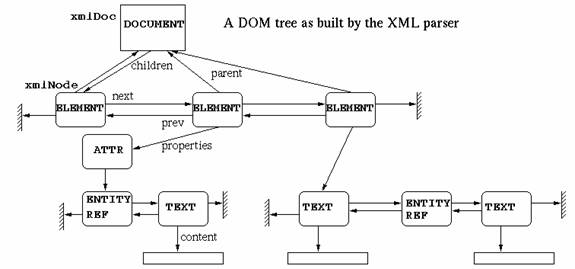 xmlDoc
DOCUMENT
A DOM tree as built by the XML parser
children
parent
xmlNode
next
ELEMENT
ELEMENT
ELEMENT
prev
properties
ATTR
ENTITY
REF
TEXT
TEXT
ENTITY
REF
TEXT
content